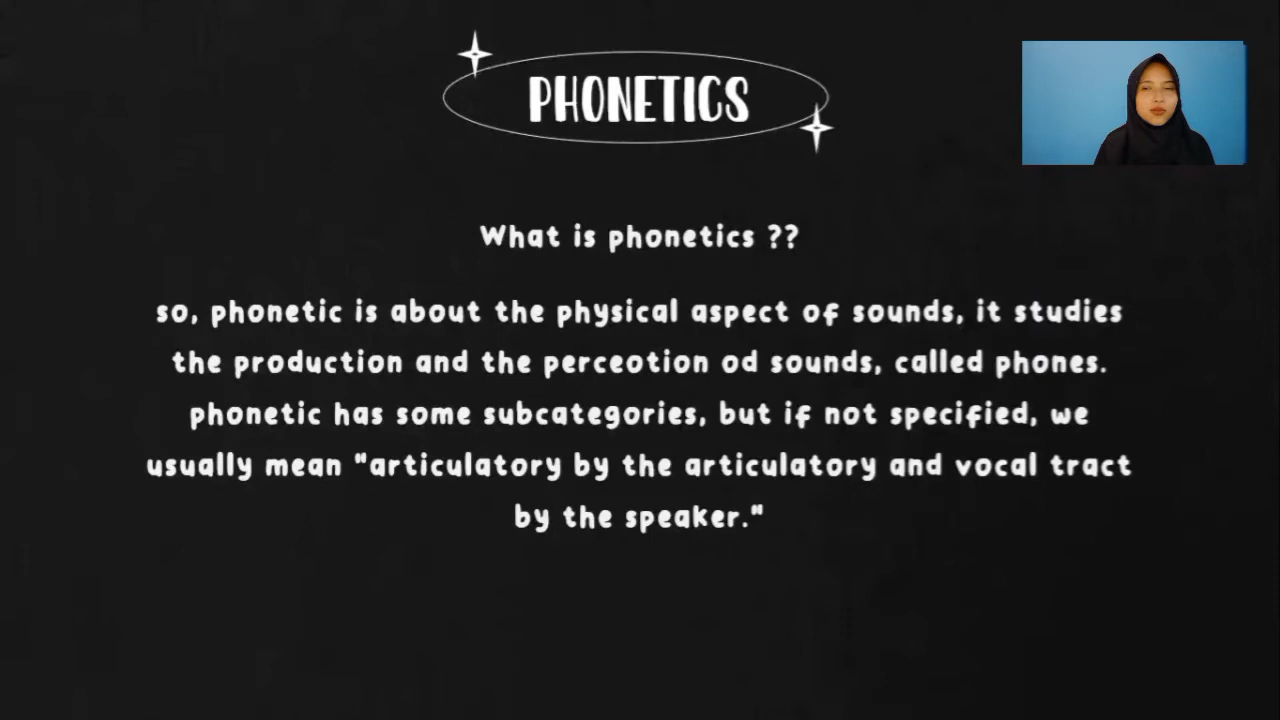 PHONETICS
What is phonetics ??
so, phonetic is about the physical aspect of sounds, it studies
the production and the perceotion od sounds, called phones.
phonetic has some subcategories, but if not specified, we
usually mean "articulatory by the articulatory and vocal tract
by the speaker."